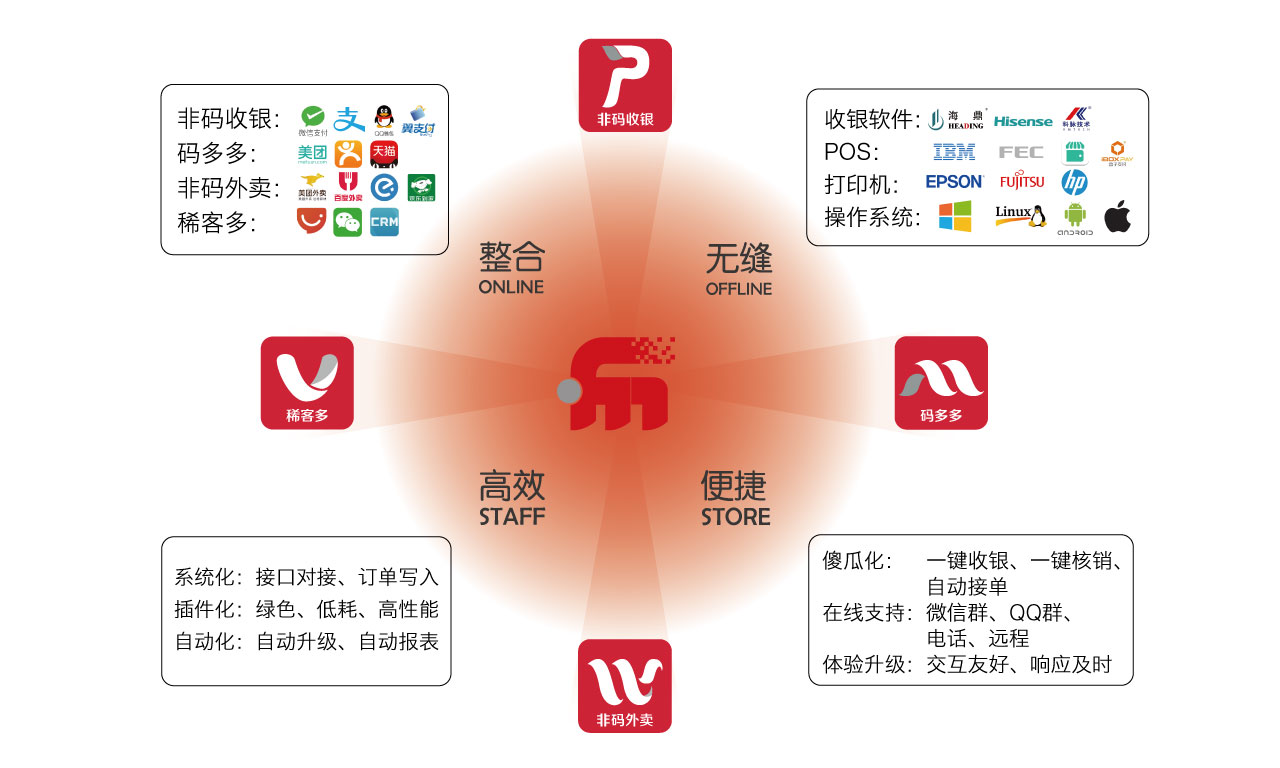 非码收银
非码收银：
微信支付
QQ钱包
翼支付
码多多：
美团
天猫
非码外卖：
美团外卖
百度外卖
稀客多：
CRM
收银软件：
海鼎
HEADING
Hisense
科脉技术
POS：
IBM
FEC
iBOXPAY
盒子支付
打印机：
EPSON
FUJITSU
hp
操作系统：
Linux
ANDROID
整合
ONLINE
无缝
OFFLINE
稀客多
码多多
高效
STAFF
便捷
STORE
系统化：接口对接、订单写入
插件化：绿色、低耗、高性能
自动化：自动升级、自动报表
傻瓜化：一键收银、一键核销、
自动接单
在线支持：微信群、QQ群、
电话、远程
体验升级：交互友好、响应及时
非码外卖